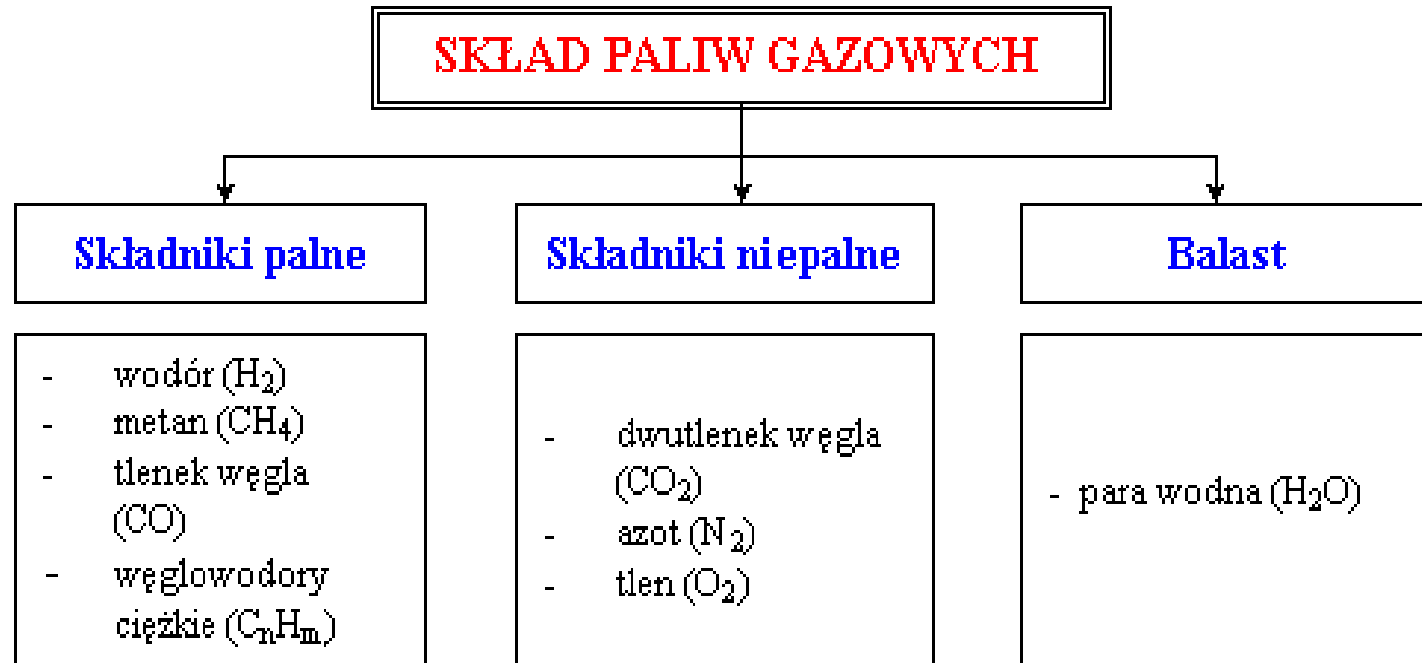 SKŁAD PALIW GAZOWYCH
Składniki palne
Składniki niepalne
Balast
- wodór (H₂)
- metan (CH₄)
- tlenek węgla
(CO)
- węglowodory
ciężkie (CₙHₘ)
- dwutlenek węgla
(CO₂)
- azot (N₂)
- tlen (O₂)
- para wodna (H₂O)